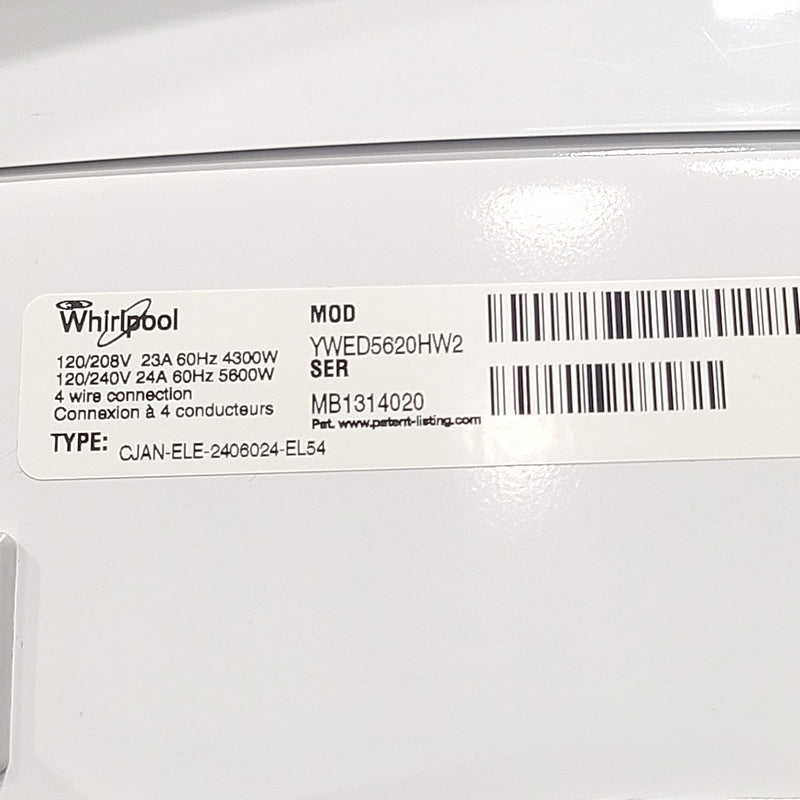 Whirlpool
120/208V 23A 60Hz 4300W
120/240V 24A 60Hz 5600W
4 wire connection
Connexion à 4 conducteurs
TYPE: CJAN-ELE-2406024-EL54
MOD
YWED5620HW2
SER
MB1314020
Pat. www.patent-listing.com